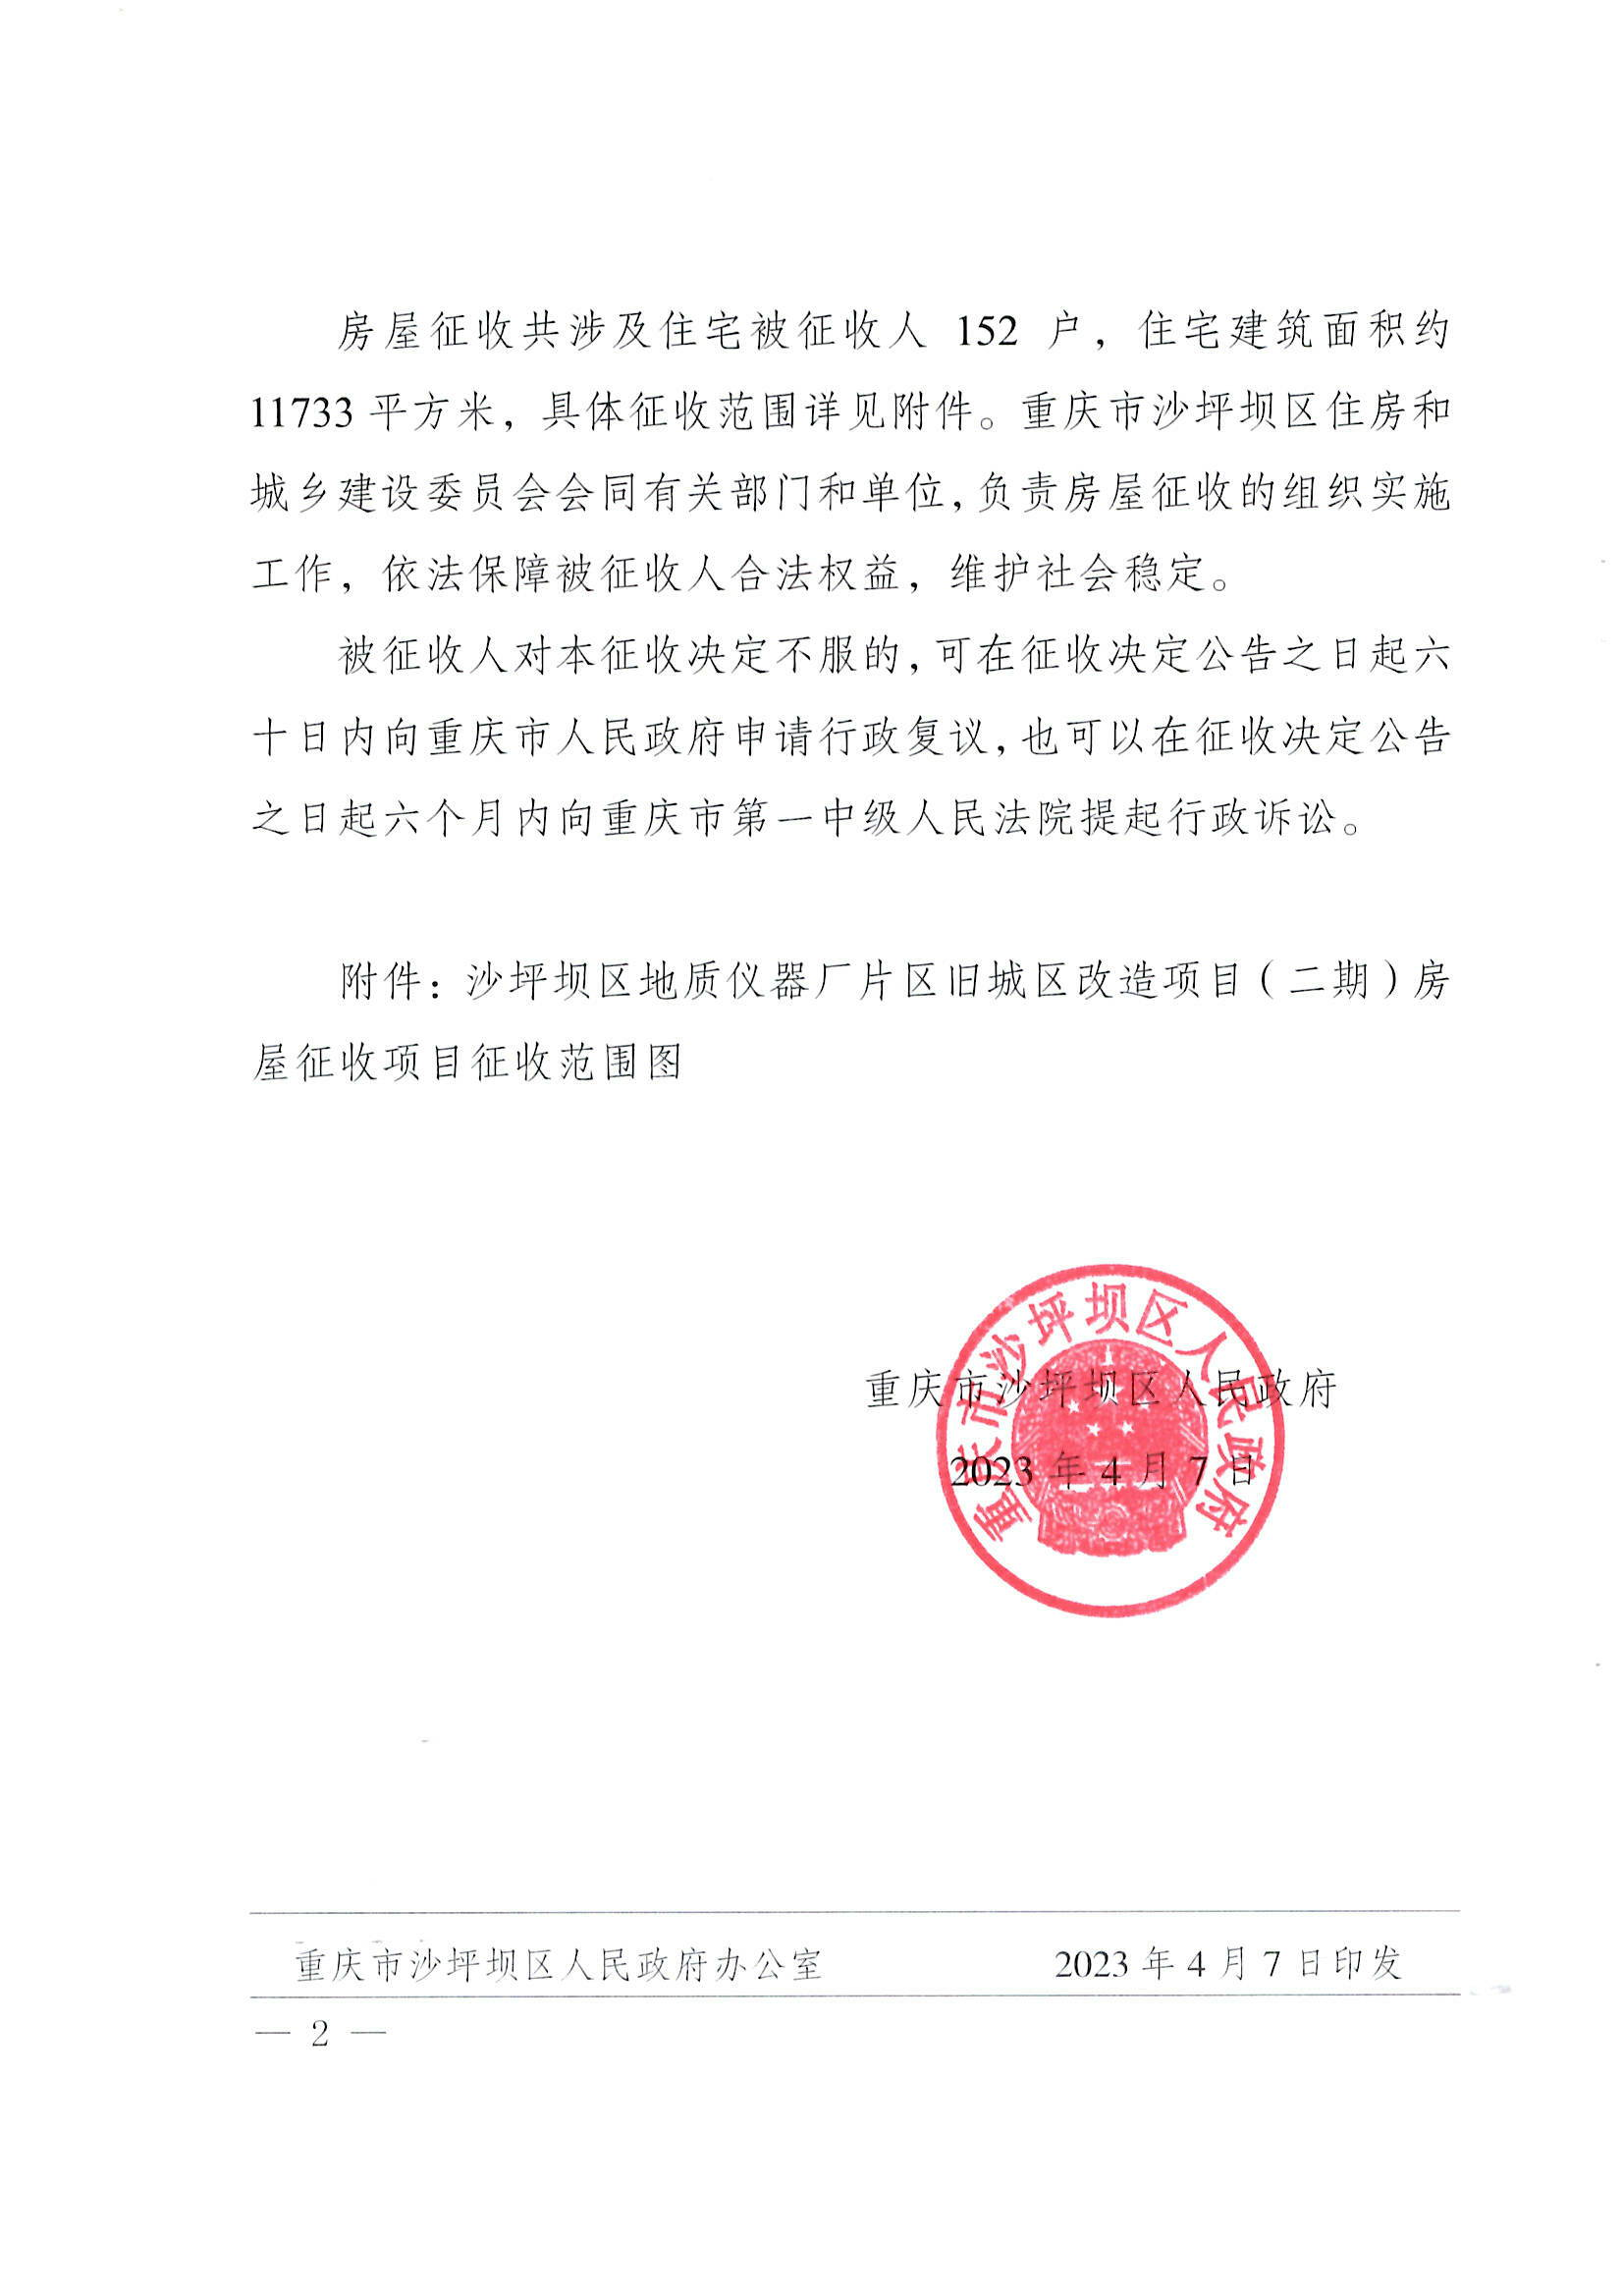 房屋征收共涉及住宅被征收人 152 户，住宅建筑面积约
11733 平方米，具体征收范围详见附件。重庆市沙坪坝区住房和
城乡建设委员会会同有关部门和单位，负责房屋征收的组织实施
工作，依法保障被征收人合法权益，维护社会稳定。
被征收人对本征收决定不服的，可在征收决定公告之日起六
十日内向重庆市人民政府申请行政复议，也可以在征收决定公告
之日起六个月内向重庆市第一中级人民法院提起行政诉讼。
附件：沙坪坝区地质仪器厂片区旧城区改造项目（二期）房
屋征收项目征收范围图
重庆市沙坪坝区人民政府
重庆市沙坪坝区人民政府
2023 年 4 月 7 日
重庆市沙坪坝区人民政府办公室 2023 年 4 月 7 日印发
— 2 —